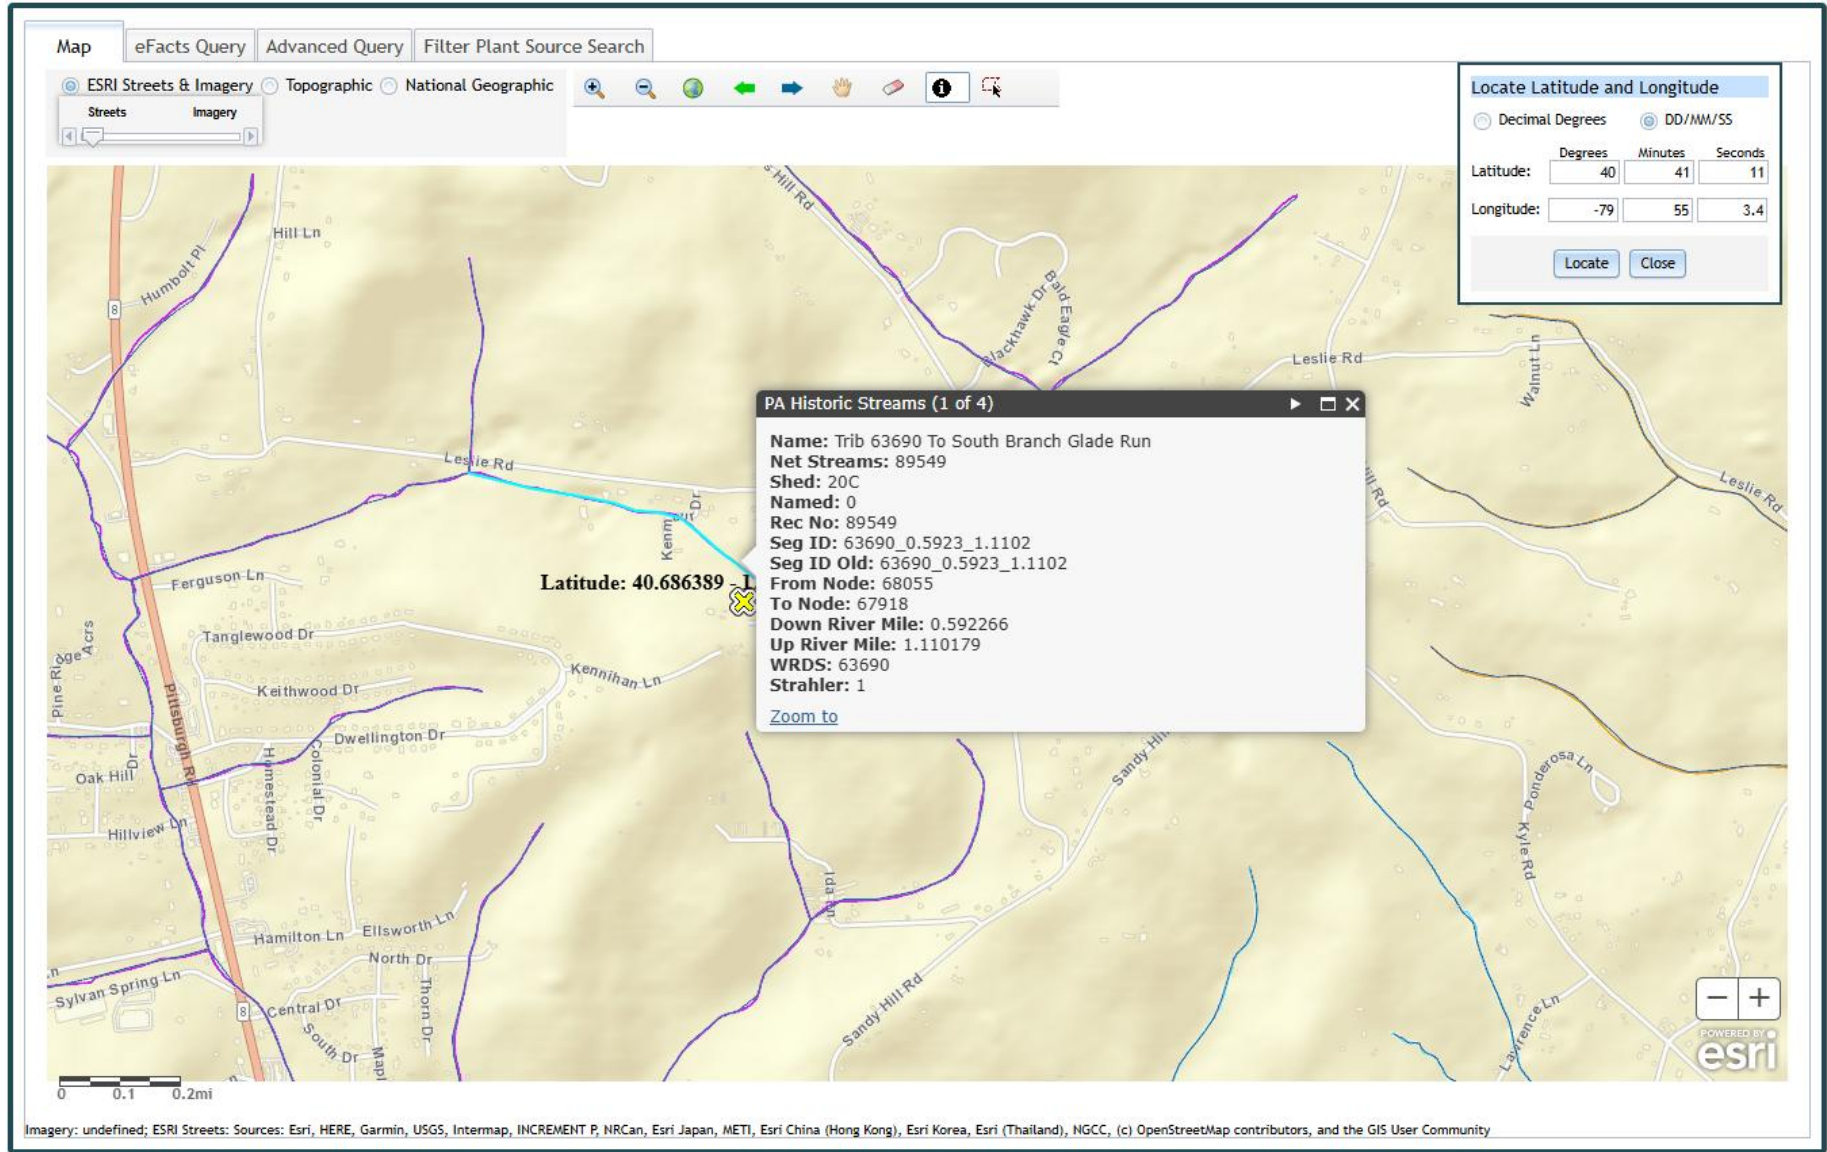 Map eFacts Query Advanced Query Filter Plant Source Search
ESRI Streets & Imagery Topographic National Geographic
Streets Imagery
Locate Latitude and Longitude
Decimal Degrees DD/MM/SS
Degrees Minutes Seconds
Latitude: 40 41 11
Longitude: -79 55 3.4
Locate Close
s Hill Rd
Hill Ln
Humbolt Pl
8
Bald Eagle Ct
Blackhawk Dr
Leslie Rd
Walnut Ln
Leslie Rd
Leslie Rd
Kenmeur Dr
Hill Rd
PA Historic Streams (1 of 4)
Name: Trib 63690 To South Branch Glade Run
Net Streams: 89549
Shed: 20C
Named: 0
Rec No: 89549
Seg ID: 63690_0.5923_1.1102
Seg ID Old: 63690_0.5923_1.1102
From Node: 68055
To Node: 67918
Down River Mile: 0.592266
Up River Mile: 1.110179
WRDS: 63690
Strahler: 1
Zoom to
Latitude: 40.686389 - L
Ferguson Ln
Tanglewood Dr
Pine Ridge Acrs
Kennihan Ln
Keithwood Dr
Pittsburgh Rd
Dwellington Dr
Oak Hill Dr
Homestead Dr
Colonial Dr
Hillview Ln
Sandy Hill
Ponderosa Ln
Kyle Rd
Ida Ln
Ellsworth Ln
Hamilton Ln
North Dr
Ln
Sylvan Spring Ln
8
Central Dr
Thorn Dr
South Dr
Mapl
Sandy Hill Rd
Lawrence Ln
POWERED BY
esri
0 0.1 0.2mi
Imagery: undefined; ESRI Streets: Sources: Esri, HERE, Garmin, USGS, Intermap, INCREMENT P, NRCan, Esri Japan, METI, Esri China (Hong Kong), Esri Korea, Esri (Thailand), NGCC, (c) OpenStreetMap contributors, and the GIS User Community